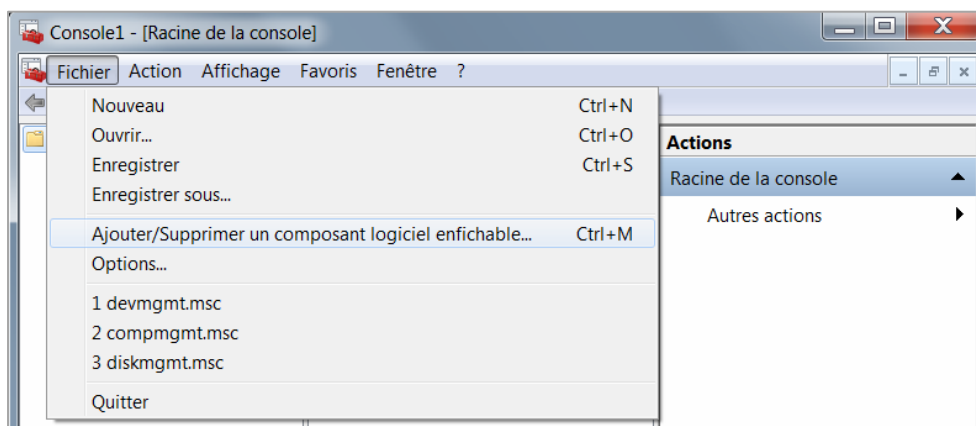 Console1 - [Racine de la console]
Fichier Action Affichage Favoris Fenêtre ?
Nouveau Ctrl+N
Ouvrir... Ctrl+O
Enregistrer Ctrl+S
Enregistrer sous...
Ajouter/Supprimer un composant logiciel enfichable... Ctrl+M
Options...
1 devmgmt.msc
2 compmgmt.msc
3 diskmgmt.msc
Quitter
Actions
Racine de la console
Autres actions